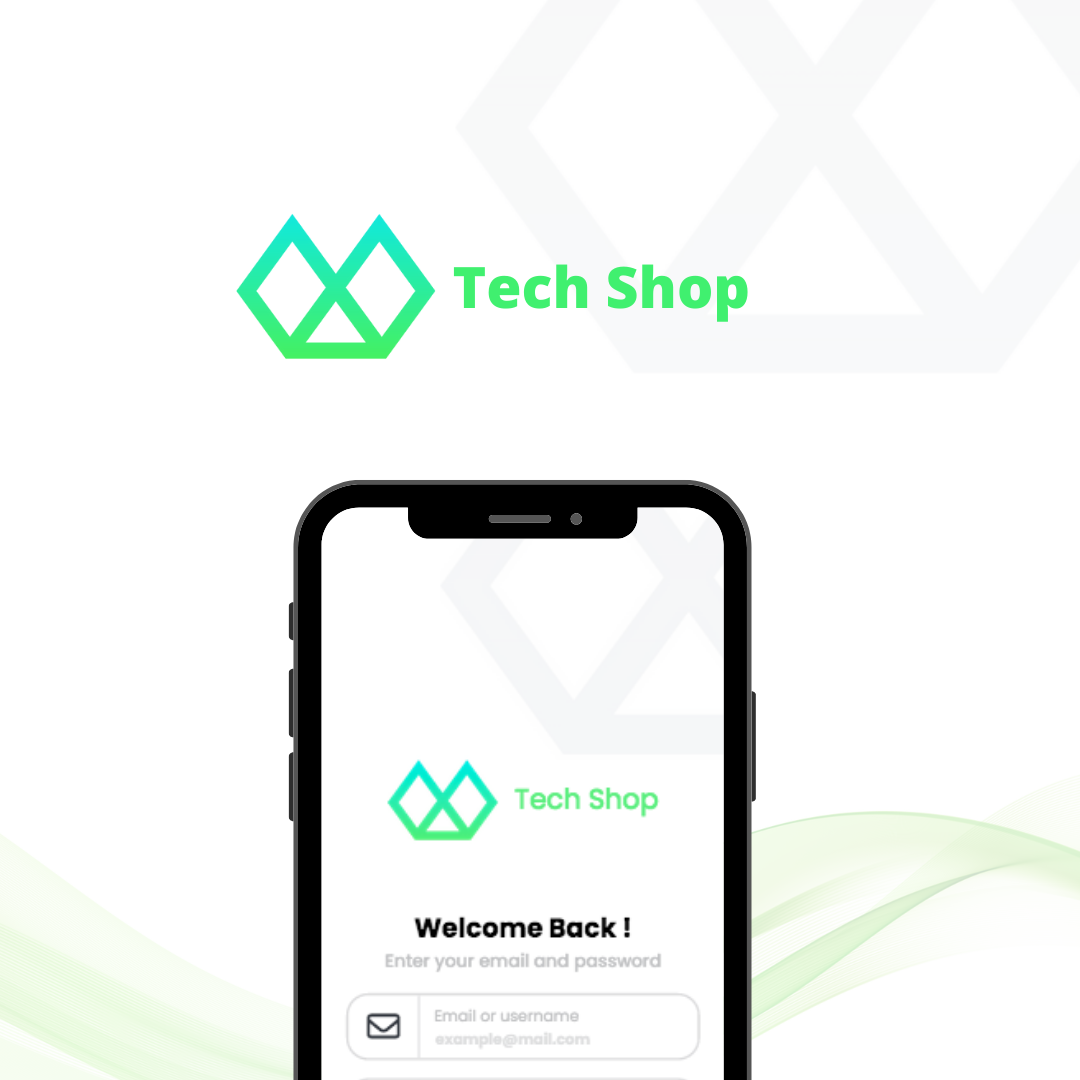 Tech Shop
Tech Shop
Welcome Back !
Enter your email and password
Email or username
example@mail.com